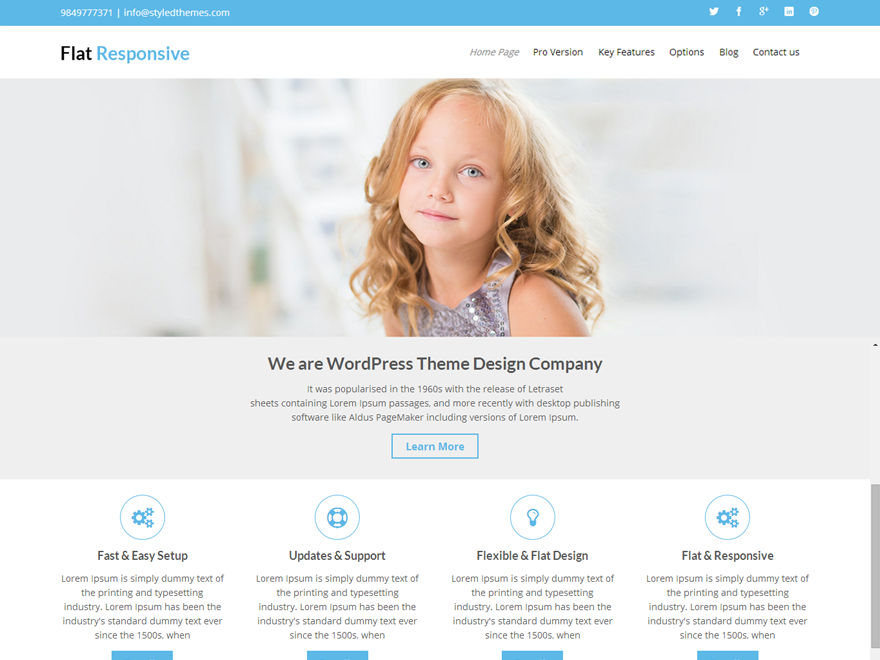 9849777371 | info@styledthemes.com
Flat Responsive
Home Page Pro Version Key Features Options Blog Contact us
We are WordPress Theme Design Company
It was popularised in the 1960s with the release of Letraset
sheets containing Lorem Ipsum passages, and more recently with desktop publishing
software like Aldus PageMaker including versions of Lorem Ipsum.
Learn More
Fast & Easy Setup
Lorem Ipsum is simply dummy text of
the printing and typesetting
industry. Lorem Ipsum has been the
industry's standard dummy text ever
since the 1500s, when
Updates & Support
Lorem Ipsum is simply dummy text of
the printing and typesetting
industry. Lorem Ipsum has been the
industry's standard dummy text ever
since the 1500s, when
Flexible & Flat Design
Lorem Ipsum is simply dummy text of
the printing and typesetting
industry. Lorem Ipsum has been the
industry's standard dummy text ever
since the 1500s, when
Flat & Responsive
Lorem Ipsum is simply dummy text of
the printing and typesetting
industry. Lorem Ipsum has been the
industry's standard dummy text ever
since the 1500s, when